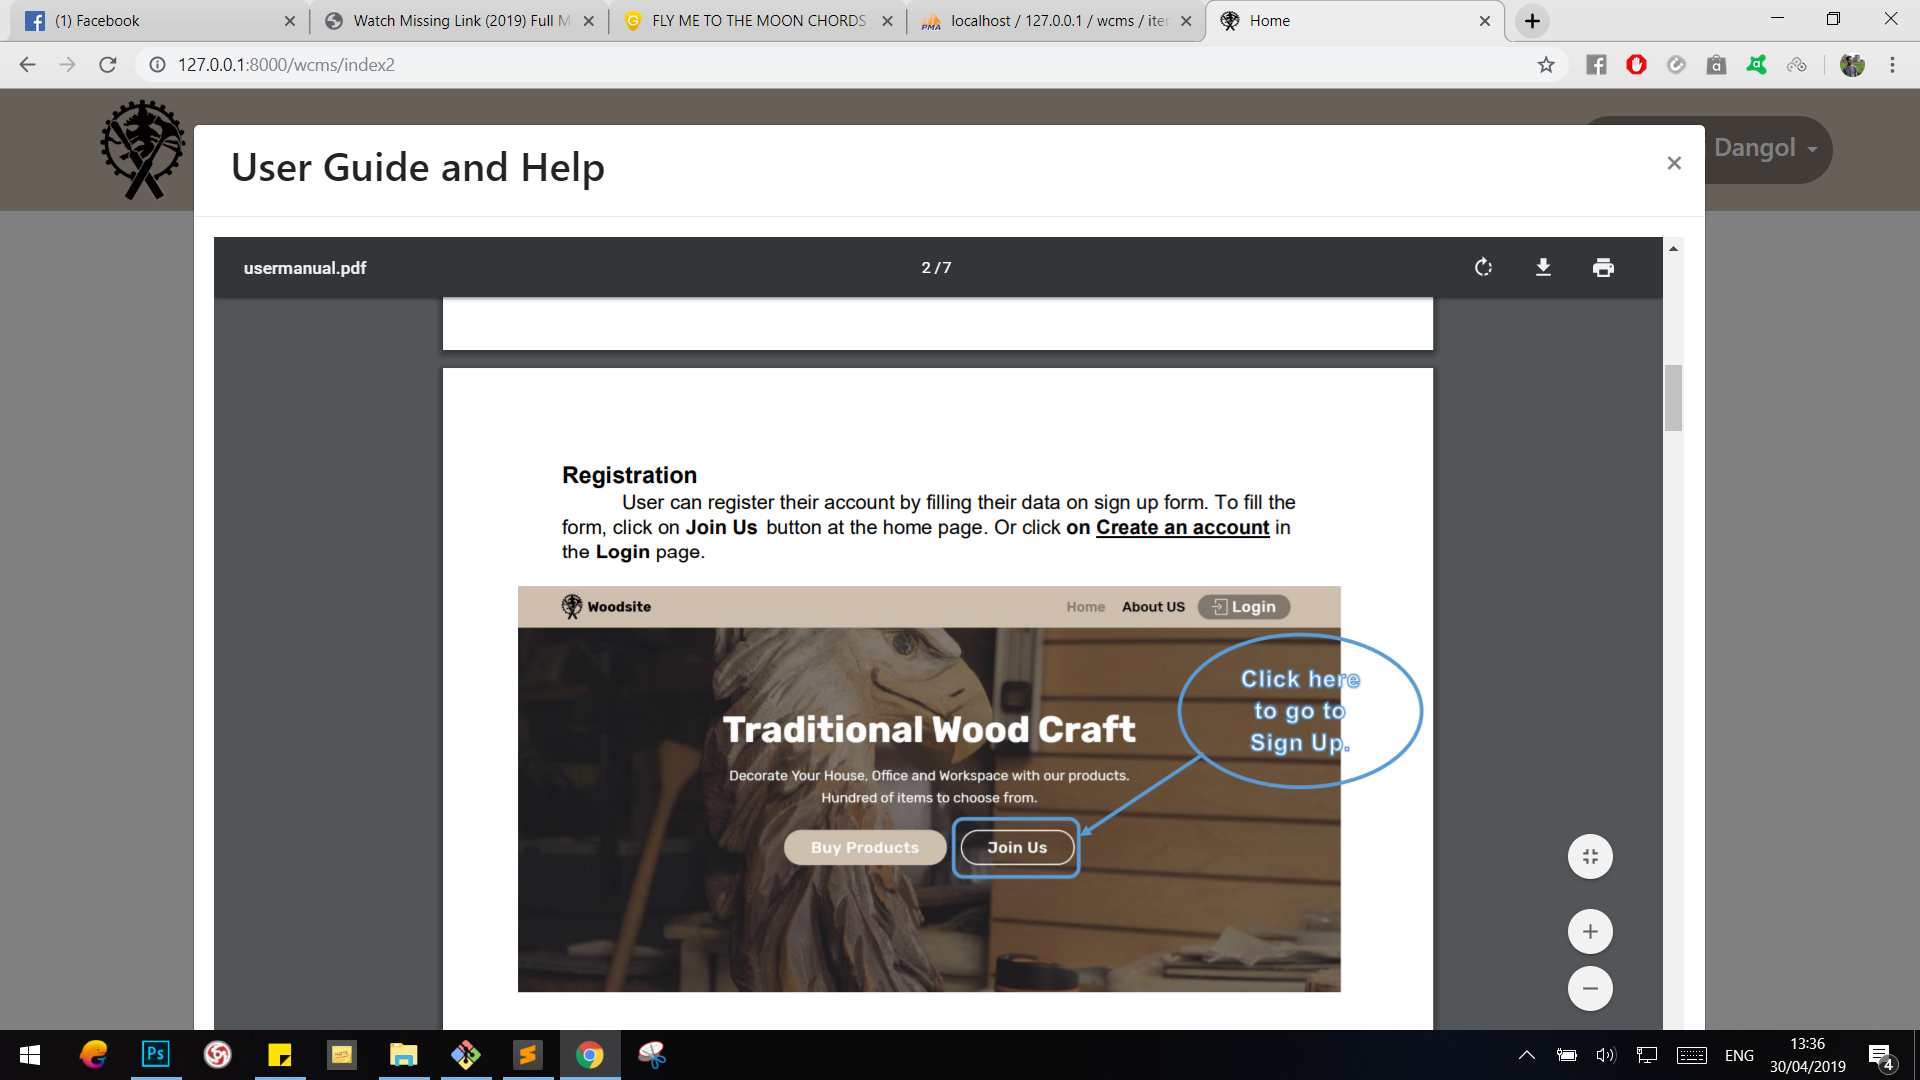 (1) Facebook
Watch Missing Link (2019) Full M
FLY ME TO THE MOON CHORDS
localhost / 127.0.0.1 / wcms / iter
Home
127.0.0.1:8000/wcms/index2
Dangol
User Guide and Help
usermanual.pdf
2 / 7
Registration
User can register their account by filling their data on sign up form. To fill the
form, click on Join Us button at the home page. Or click on Create an account in
the Login page.
Woodsite
Home About US Login
Click here
to go to
Sign Up.
Traditional Wood Craft
Decorate Your House, Office and Workspace with our products.
Hundred of items to choose from.
Buy Products
Join Us
Ps
ENG
13:36
30/04/2019
4